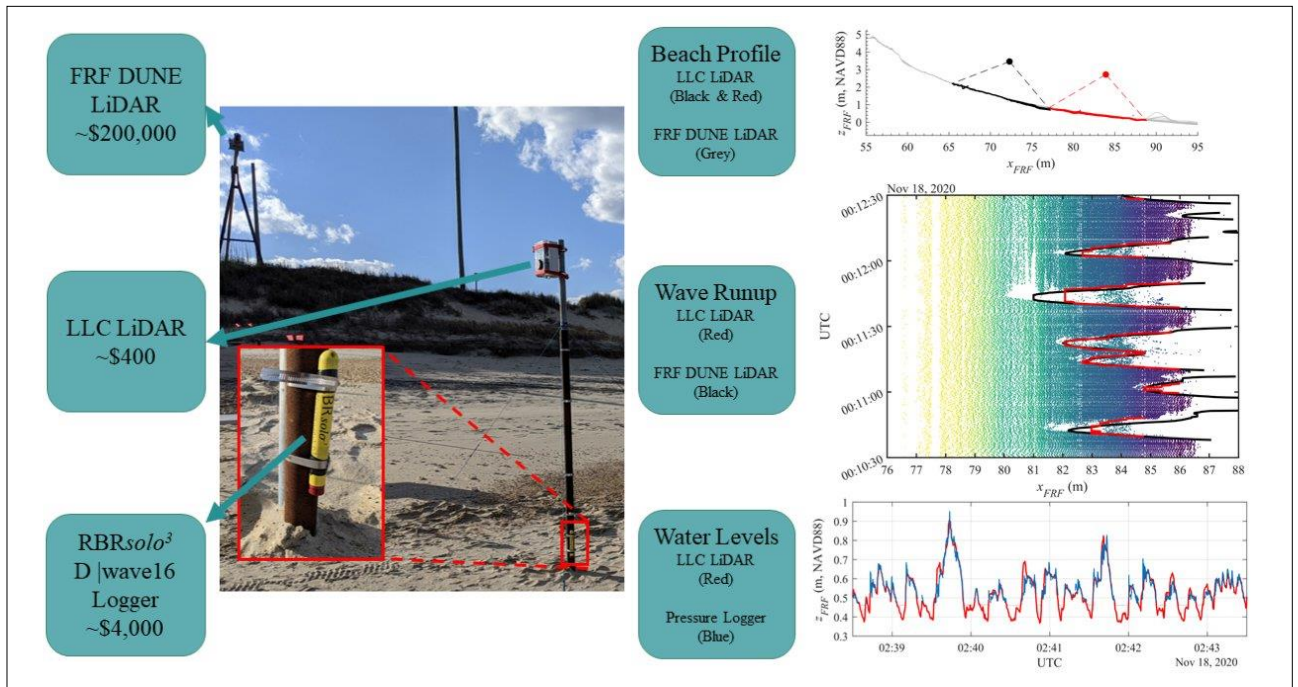 FRF DUNE
LiDAR
~$200,000
LLC LiDAR
~$400
RBRsolo³
D |wave16
Logger
~$4,000
RBRsolo
Beach Profile
LLC LiDAR
(Black & Red)
FRF DUNE LiDAR
(Grey)
Wave Runup
LLC LiDAR
(Red)
FRF DUNE LiDAR
(Black)
Water Levels
LLC LiDAR
(Red)
Pressure Logger
(Blue)
z_FRF (m, NAVD88)
5
4
3
2
1
0
55 60 65 70 75 80 85 90 95
x_FRF (m)
Nov 18, 2020
UTC
00:12:30
00:12:00
00:11:30
00:11:00
00:10:30
76 77 78 79 80 81 82 83 84 85 86 87 88
x_FRF (m)
z_FRF (m, NAVD88)
1
0.9
0.8
0.7
0.6
0.5
0.4
0.3
02:39 02:40 02:41 02:42 02:43
UTC
Nov 18, 2020